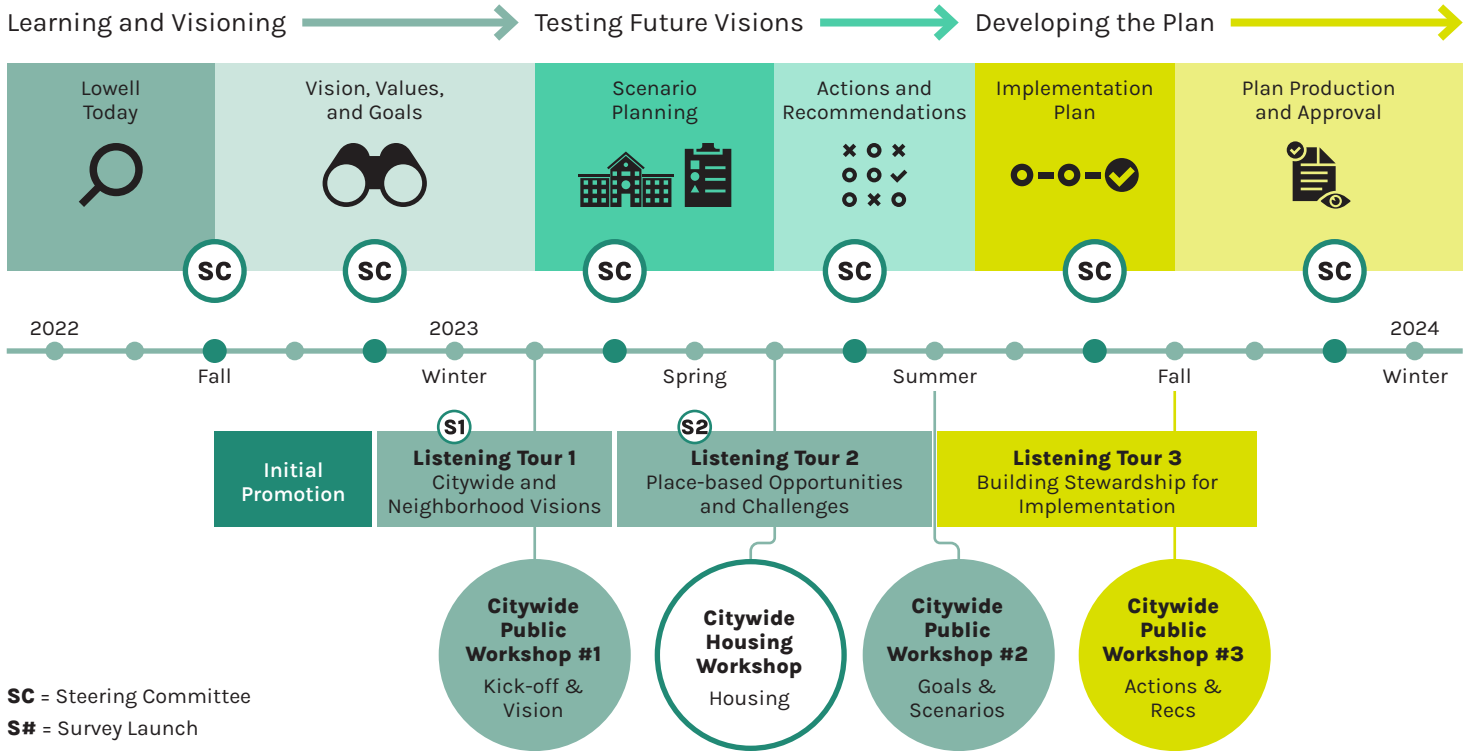 Learning and Visioning
Testing Future Visions
Developing the Plan
Lowell
Today
Vision, Values,
and Goals
Scenario
Planning
Actions and
Recommendations
Implementation
Plan
Plan Production
and Approval
SC
SC
SC
SC
SC
SC
2022
2023
2024
Fall
Winter
Spring
Summer
Fall
Winter
Initial
Promotion
S1
Listening Tour 1
Citywide and
Neighborhood Visions
S2
Listening Tour 2
Place-based Opportunities
and Challenges
Listening Tour 3
Building Stewardship for
Implementation
Citywide
Public
Workshop #1
Kick-off &
Vision
Citywide
Housing
Workshop
Housing
Citywide
Public
Workshop #2
Goals &
Scenarios
Citywide
Public
Workshop #3
Actions &
Recs
SC = Steering Committee
S# = Survey Launch